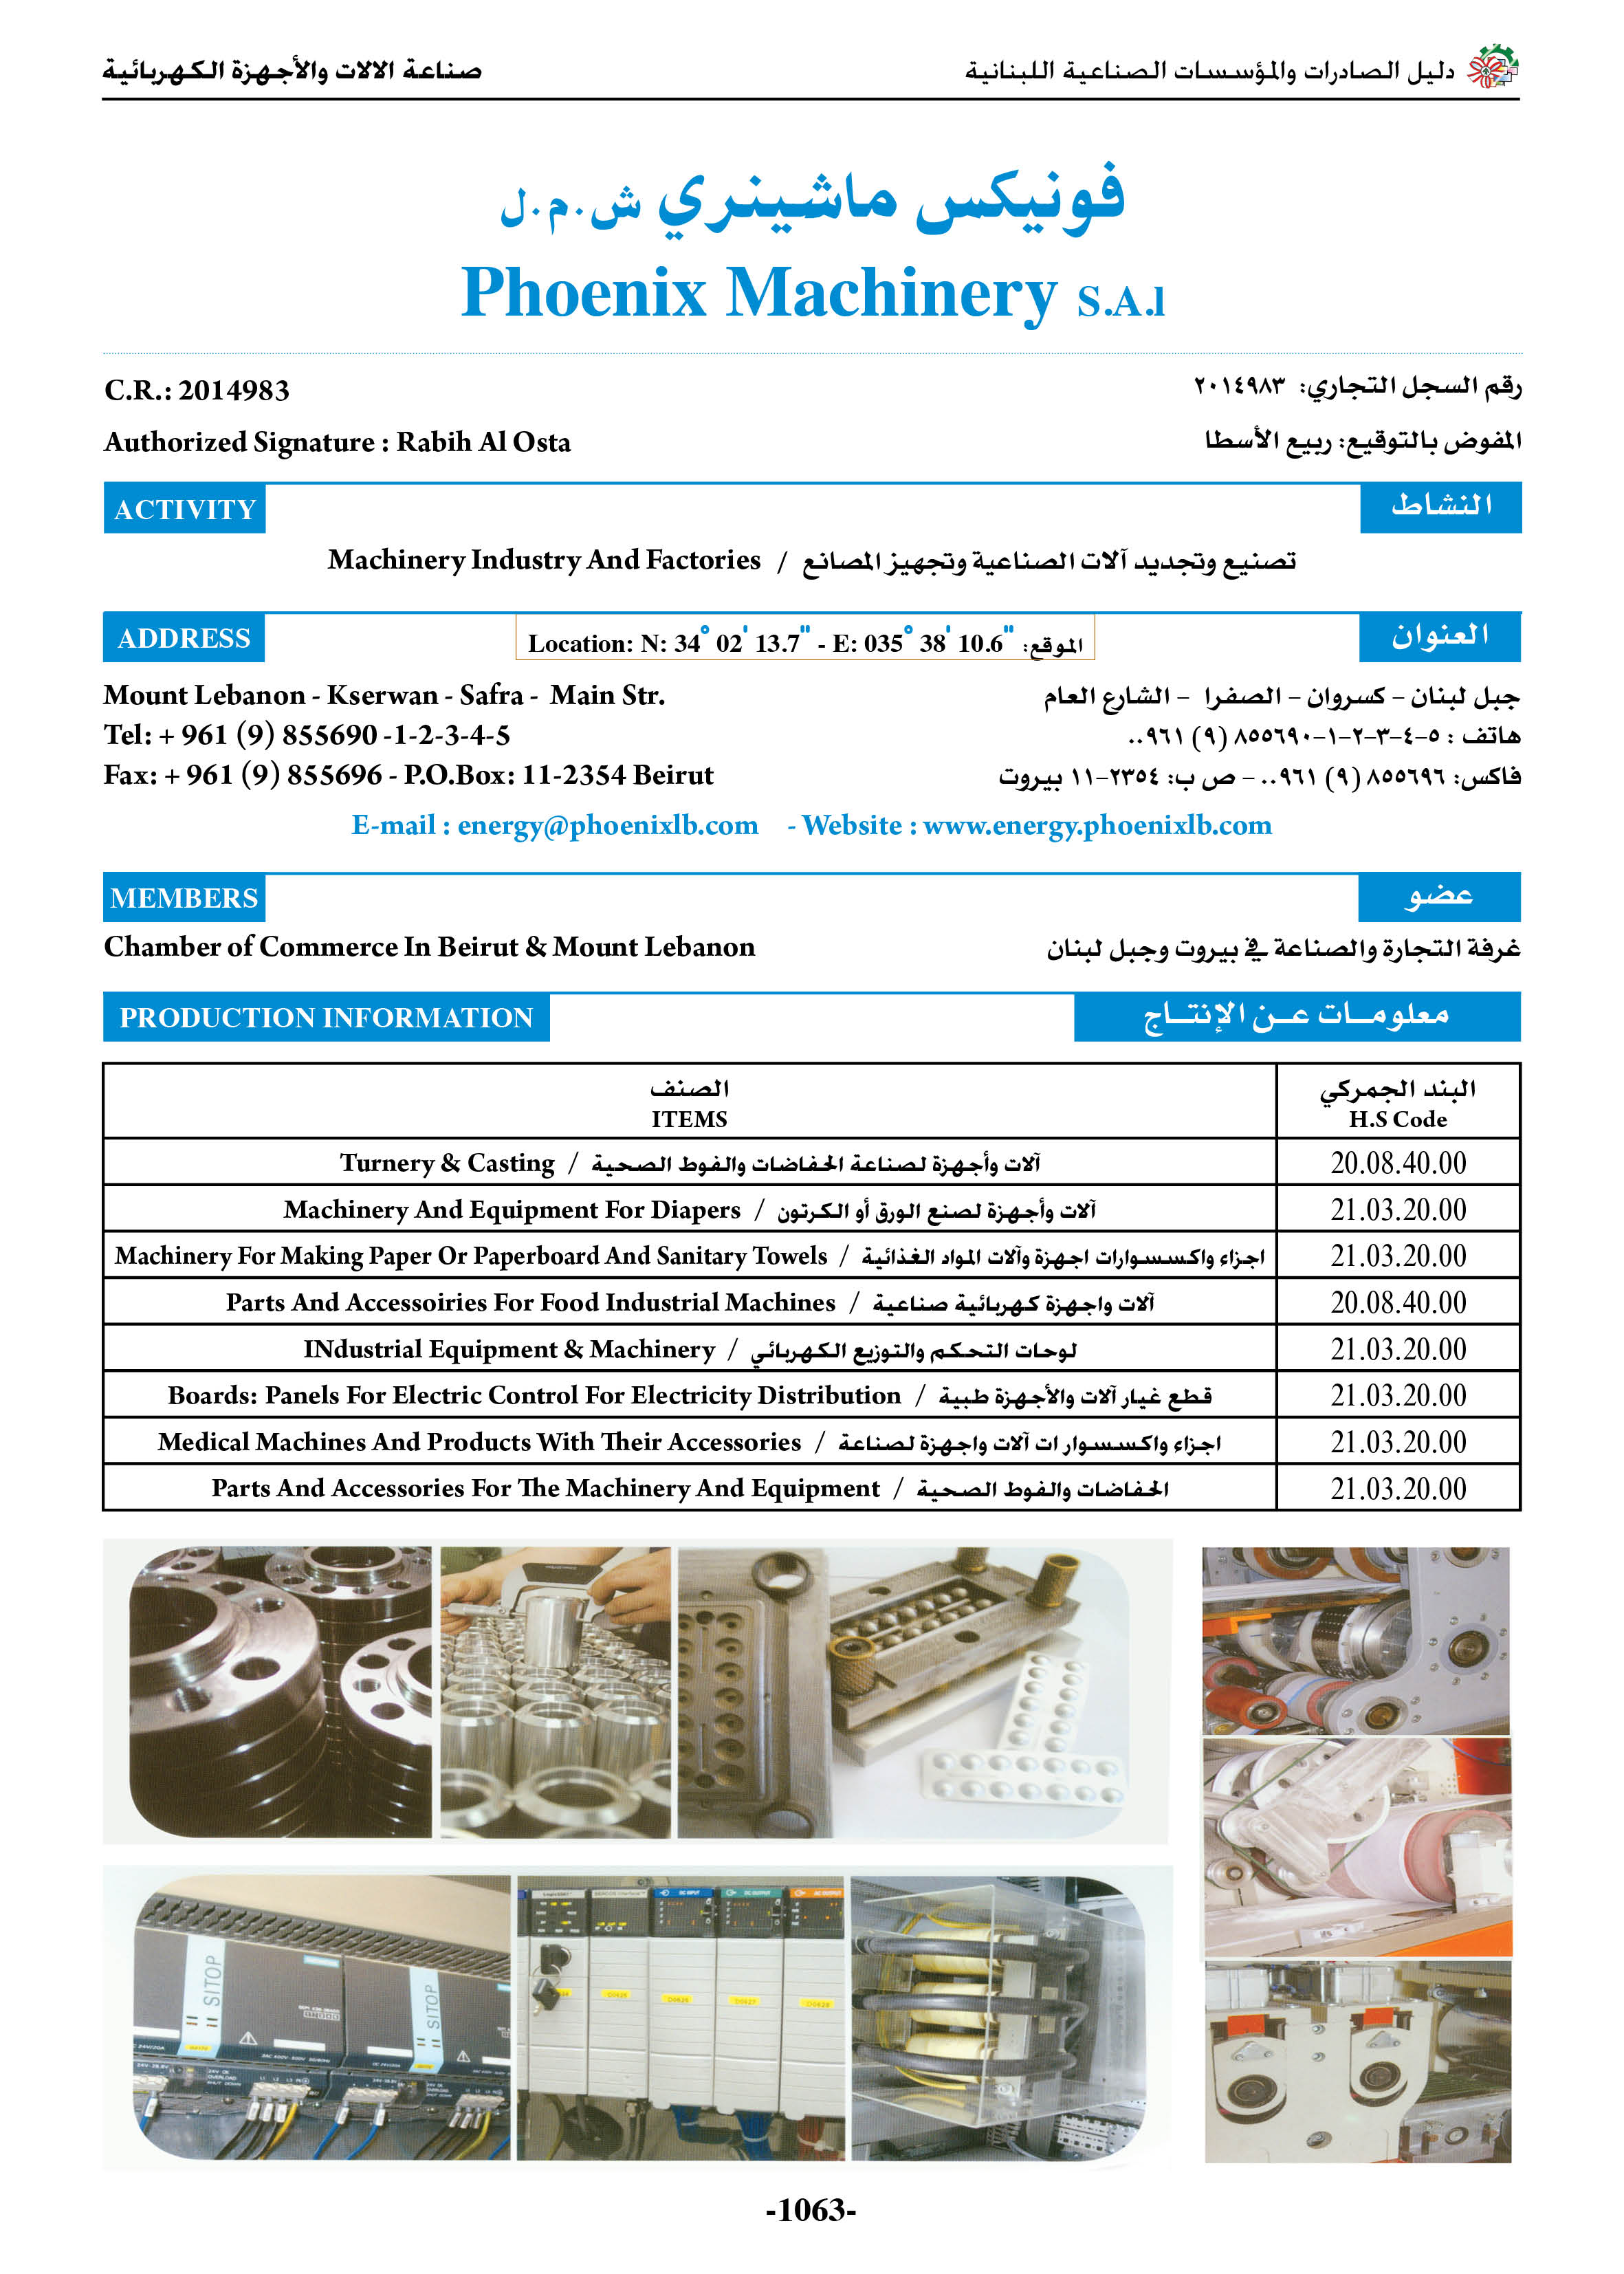 دليل الصادرات والمؤسسات الصناعية اللبنانية
صناعة الالات والأجهزة الكهربائية
فونيكس ماشينري ش.م.ل
Phoenix Machinery S.A.l
C.R.: 2014983
رقم السجل التجاري: ٢٠١٤٩٨٣
Authorized Signature : Rabih Al Osta
المفوض بالتوقيع: ربيع الأسطا
ACTIVITY
النشاط
Machinery Industry And Factories / تصنيع وتجديد آلات الصناعية وتجهيز المصانع
ADDRESS
Location: N: 34° 02' 13.7" - E: 035° 38' 10.6" :الموقع
العنوان
Mount Lebanon - Kserwan - Safra - Main Str.
جبل لبنان – كسروان – الصفرا – الشارع العام
Tel: + 961 (9) 855690 -1-2-3-4-5
هاتف : ٥-٤-٣-٢-١-٨٥٥٦٩٠ (٩) ٩٦١..
Fax: + 961 (9) 855696 - P.O.Box: 11-2354 Beirut
فاكس: ٨٥٥٦٩٦ (٩) ٩٦١.. – ص ب: ٢٣٥٤-١١ بيروت
E-mail : energy@phoenixlb.com - Website : www.energy.phoenixlb.com
MEMBERS
عضو
Chamber of Commerce In Beirut & Mount Lebanon
غرفة التجارة والصناعة في بيروت وجبل لبنان
PRODUCTION INFORMATION
معلومات عن الإنتاج
الصنف
ITEMS
البند الجمركي
H.S Code
Turnery & Casting / آلات وأجهزة لصناعة الحفاضات والفوط الصحية
20.08.40.00
Machinery And Equipment For Diapers / آلات وأجهزة لصنع الورق أو الكرتون
21.03.20.00
Machinery For Making Paper Or Paperboard And Sanitary Towels / اجزاء واكسسوارات اجهزة وآلات المواد الغذائية
21.03.20.00
Parts And Accessoiries For Food Industrial Machines / آلات واجهزة كهربائية صناعية
20.08.40.00
INdustrial Equipment & Machinery / لوحات التحكم والتوزيع الكهربائي
21.03.20.00
Boards: Panels For Electric Control For Electricity Distribution / قطع غيار آلات والأجهزة طبية
21.03.20.00
Medical Machines And Products With Their Accessories / اجزاء واكسسوار ات آلات واجهزة لصناعة
21.03.20.00
Parts And Accessories For The Machinery And Equipment / الحفاضات والفوط الصحية
21.03.20.00
SITOP
SITOP
DC INPUT
DC OUTPUT
-1063-